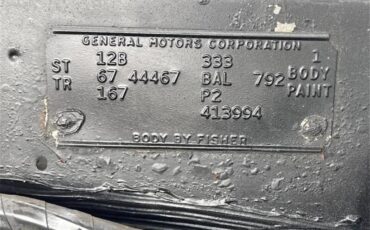 GENERAL MOTORS CORPORATION
12B 333 1
ST 67 44467 BAL 792 BODY
TR 167 P2 PAINT
413994
BODY BY FISHER